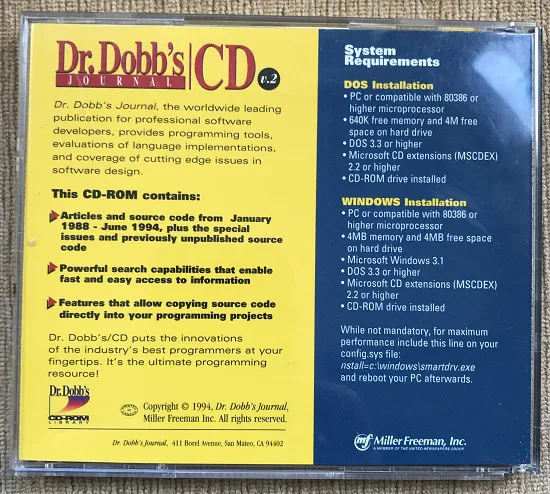 Dr. Dobb's
JOURNAL
CD v.2
Dr. Dobb's Journal, the worldwide leading
publication for professional software
developers, provides programming tools,
evaluations of language implementations,
and coverage of cutting edge issues in
software design.
This CD-ROM contains:
Articles and source code from January
1988 - June 1994, plus the special
issues and previously unpublished source
code
Powerful search capabilities that enable
fast and easy access to information
Features that allow copying source code
directly into your programming projects
Dr. Dobb's/CD puts the innovations
of the industry's best programmers at your
fingertips. It's the ultimate programming
resource!
Dr. Dobb's
CD-ROM
LIBRARY
Copyright © 1994, Dr. Dobb's Journal,
Miller Freeman, Inc. All rights reserved.
Dr. Dobb's Journal, 411 Borel Avenue, San Mateo, CA 94402
System
Requirements
DOS Installation
• PC or compatible with 80386 or
higher microprocessor
• 640K free memory and 4M free
space on hard drive
• DOS 3.3 or higher
• Microsoft CD extensions (MSCDEX)
2.2 or higher
• CD-ROM drive installed
WINDOWS Installation
• PC or compatible with 80386 or
higher microprocessor
• 4MB memory and 4MB free space
on hard drive
• Microsoft Windows 3.1
• DOS 3.3 or higher
• Microsoft CD extensions (MSCDEX)
2.2 or higher
• CD-ROM drive installed
While not mandatory, for maximum
performance include this line on your
config.sys file:
nstall=c:\windows\smartdrv.exe
and reboot your PC afterwards.
mf Miller Freeman, Inc.
A MEMBER OF THE UNITED NEWSPAPERS GROUP